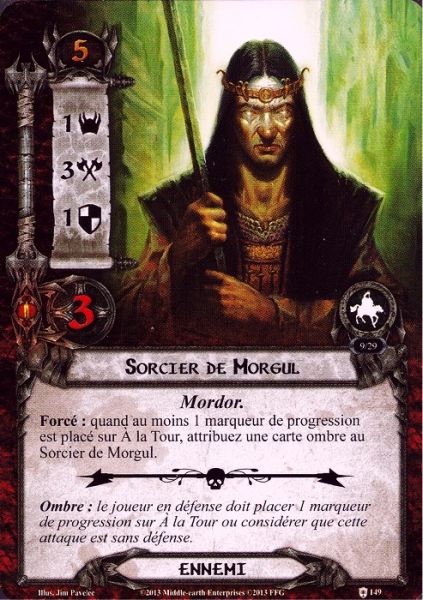 5
1
3
1
3
9/29
Sorcier de Morgul
Mordor.
Forcé : quand au moins 1 marqueur de progression
est placé sur À la Tour, attribuez une carte ombre au
Sorcier de Morgul.
Ombre : le joueur en défense doit placer 1 marqueur
de progression sur À la Tour ou considérer que cette
attaque est sans défense.
ENNEMI
Illus. Jim Pavelec ©2013 Middle-earth Enterprises ©2013 FFG 149